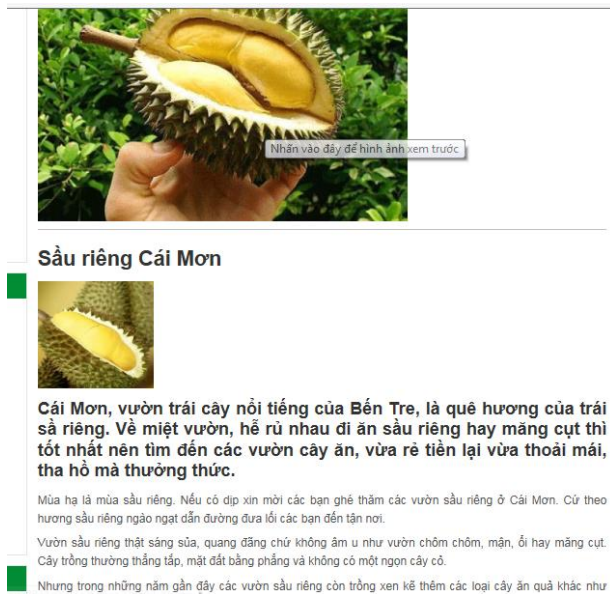 Nhấn vào đây để hình ảnh xem trước
Sầu riêng Cái Mơn
Cái Mơn, vườn trái cây nổi tiếng của Bến Tre, là quê hương của trái
sầ riêng. Về miệt vườn, hễ rủ nhau đi ăn sầu riêng hay măng cụt thì
tốt nhất nên tìm đến các vườn cây ăn, vừa rẻ tiền lại vừa thoải mái,
tha hồ mà thưởng thức.
Mùa hạ là mùa sầu riêng. Nếu có dịp xin mời các bạn ghé thăm các vườn sầu riêng ở Cái Mơn. Cứ theo
hương sầu riêng ngào ngạt dẫn đường đưa lối các bạn đến tận nơi.
Vườn sầu riêng thật sáng sủa, quang đãng chứ không âm u như vườn chôm chôm, mận, ổi hay măng cụt.
Cây trồng thường thẳng tắp, mặt đất bằng phẳng và không có một ngọn cây cỏ.
Nhưng trong những năm gần đây các vườn sầu riêng còn trồng xen kẽ thêm các loại cây ăn quả khác như